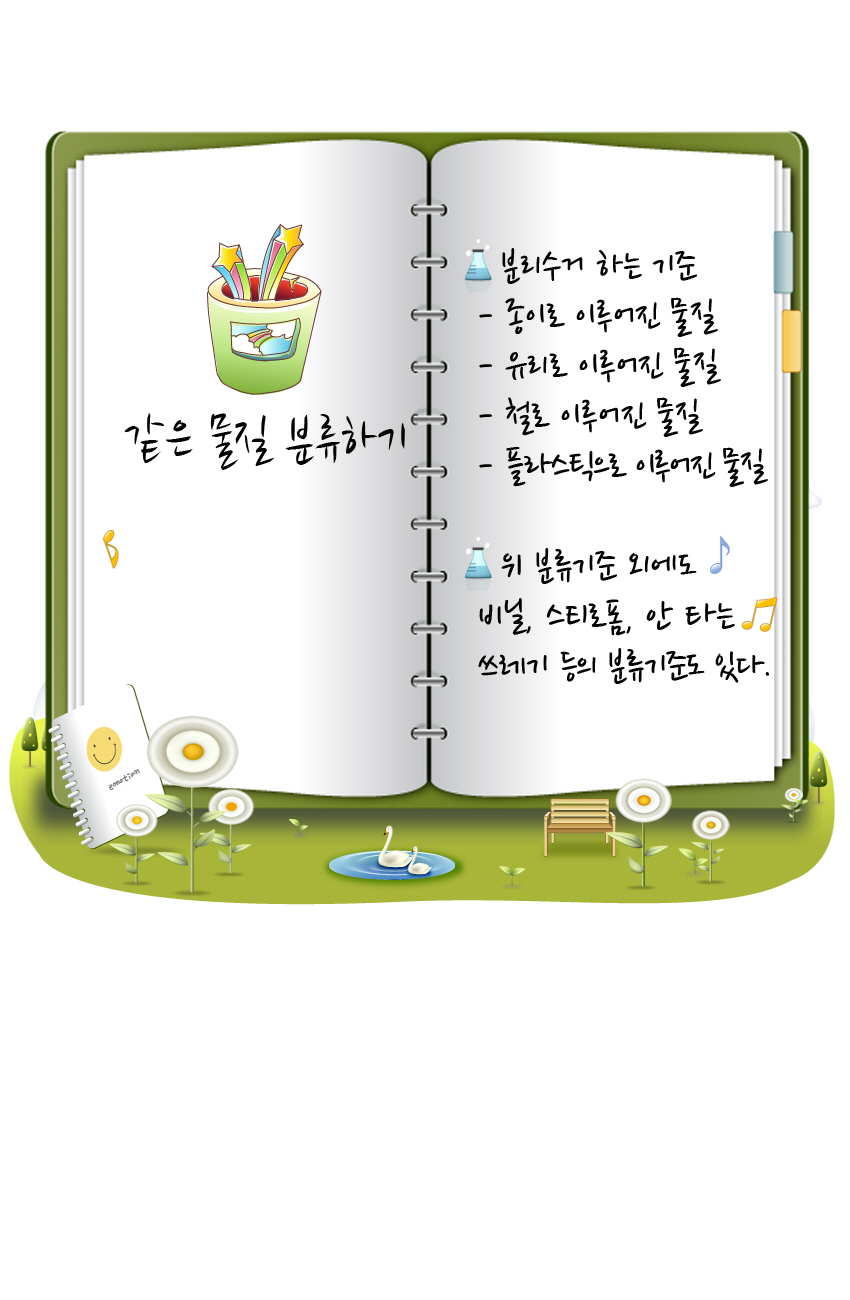 같은 물질 분류하기
분리수거 하는 기준
- 종이로 이루어진 물질
- 유리로 이루어진 물질
- 철로 이루어진 물질
- 플라스틱으로 이루어진 물질
위 분류기준 외에도
비닐, 스티로폼, 안 타는
쓰레기 등의 분류기준도 있다.
emotion